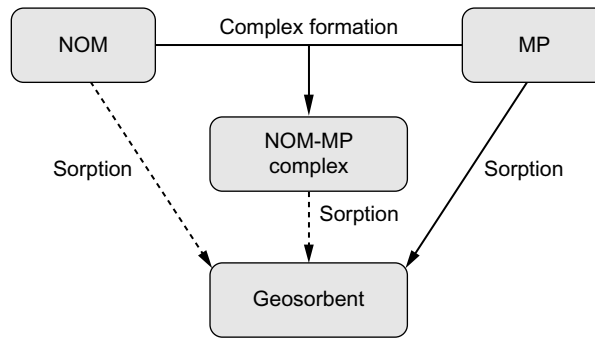 Complex formation
NOM
MP
NOM-MP
complex
Sorption
Sorption
Sorption
Geosorbent